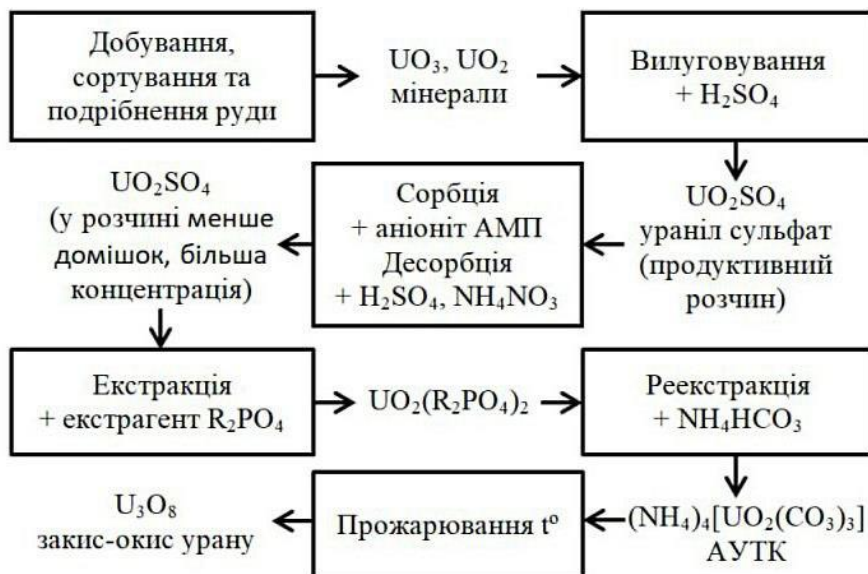 Добування,
сортування та
подрібнення руди
UO₃, UO₂
мінерали
Вилуговування
+ H₂SO₄
UO₂SO₄
ураніл сульфат
(продуктивний
розчин)
Сорбція
+ аніоніт АМП
Десорбція
+ H₂SO₄, NH₄NO₃
UO₂SO₄
(у розчині менше
домішок, більша
концентрація)
Екстракція
+ екстрагент R₂PO₄
UO₂(R₂PO₄)₂
Реекстракція
+ NH₄HCO₃
(NH₄)₄[UO₂(CO₃)₃]
АУТК
Прожарювання tº
U₃O₈
закис-окис урану